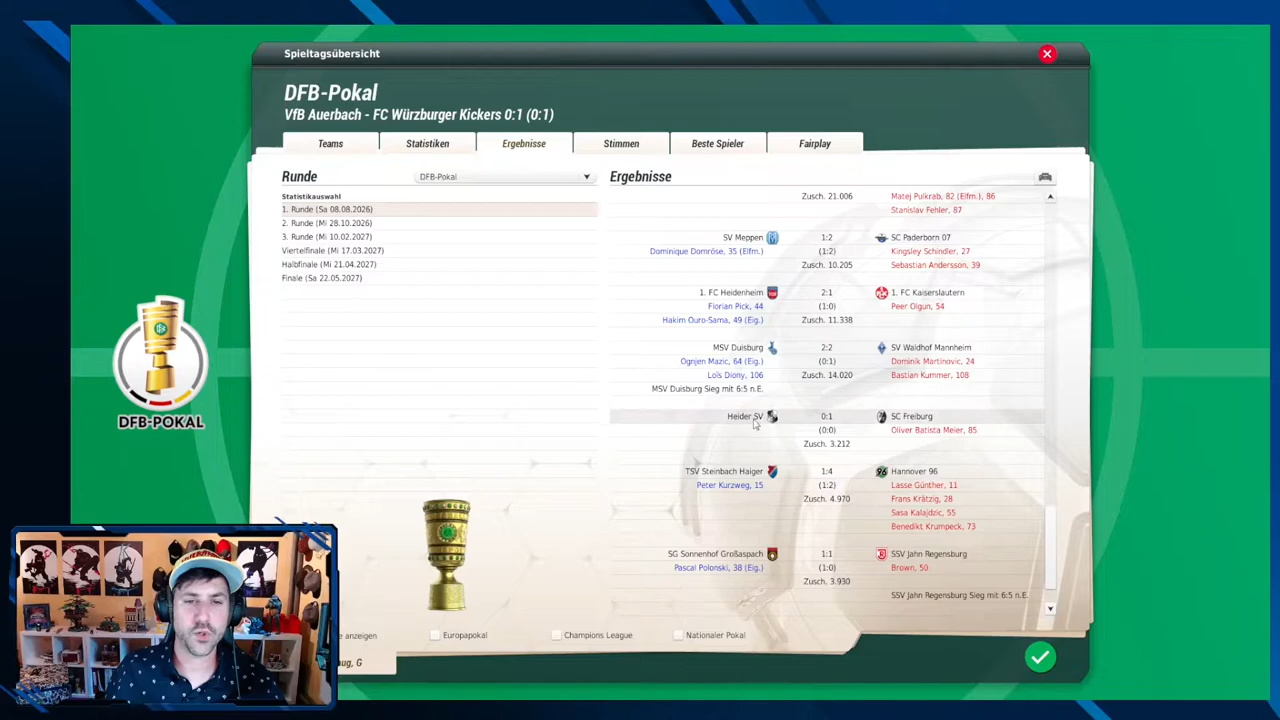 Spieltagsübersicht
DFB-Pokal
VfB Auerbach - FC Würzburger Kickers 0:1 (0:1)
Teams
Statistiken
Ergebnisse
Stimmen
Beste Spieler
Fairplay
Runde
DFB-Pokal
Statistikauswahl
1. Runde (Sa 08.08.2026)
2. Runde (Mi 28.10.2026)
3. Runde (Mi 10.02.2027)
Viertelfinale (Mi 17.03.2027)
Halbfinale (Mi 21.04.2027)
Finale (Sa 22.05.2027)
Ergebnisse
Zusch. 21.006 Matej Pulkrab, 82 (Elfm.), 86
Stanislav Fehler, 87
SV Meppen 1:2 SC Paderborn 07
Dominique Domröse, 35 (Elfm.) (1:2) Kingsley Schindler, 27
Zusch. 10.205 Sebastian Andersson, 39
1. FC Heidenheim 2:1 1. FC Kaiserslautern
Florian Pick, 44 (1:0) Peer Olgun, 54
Hakim Ouro-Sama, 49 (Eig.) Zusch. 11.338
MSV Duisburg 2:2 SV Waldhof Mannheim
Ognjen Mazic, 64 (Eig.) (0:1) Dominik Martinovic, 24
Loïs Diony, 106 Zusch. 14.020 Bastian Kummer, 108
MSV Duisburg Sieg mit 6:5 n.E.
Heider SV 0:1 SC Freiburg
(0:0) Oliver Batista Meier, 85
Zusch. 3.212
TSV Steinbach Haiger 1:4 96 Hannover 96
Peter Kurzweg, 15 (1:2) Lasse Günther, 11
Zusch. 4.970 Frans Krätzig, 28
Sasa Kalajdzic, 55
Benedikt Krumpeck, 73
SG Sonnenhof Großaspach 1:1 SSV Jahn Regensburg
Pascal Polonski, 38 (Eig.) (1:0) Brown, 50
Zusch. 3.930
SSV Jahn Regensburg Sieg mit 6:5 n.E.
anzeigen
Europapokal
Champions League
Nationaler Pokal
aug, G
DFB-POKAL